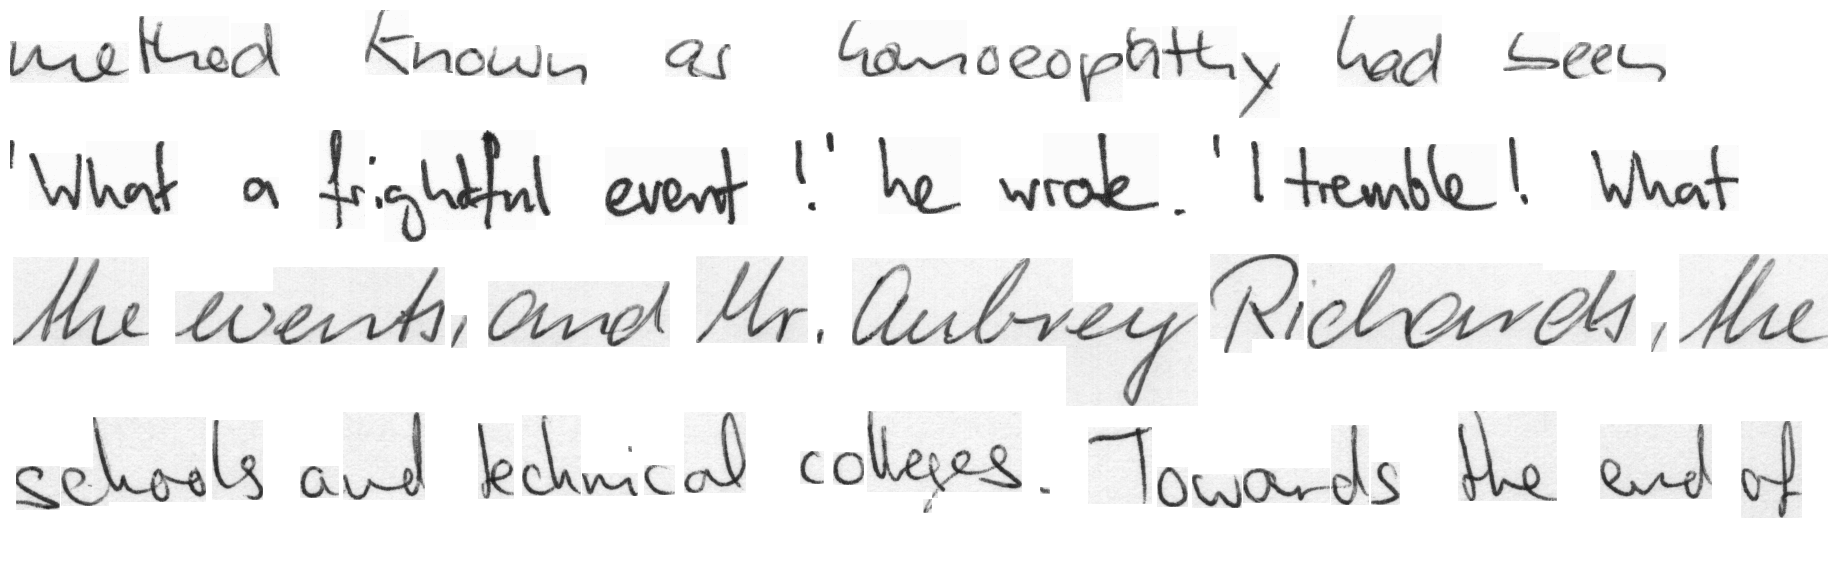 method known as homoeopathy had been
'What a frightful event!' he wrote. 'I tremble! What
the events, and Mr. Aubrey Richards, the
schools and technical colleges. Towards the end of